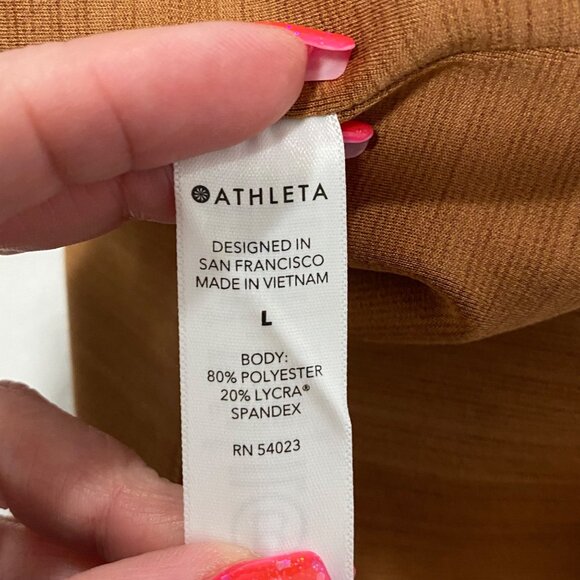 ATHLETA
DESIGNED IN
SAN FRANCISCO
MADE IN VIETNAM
L
BODY:
80% POLYESTER
20% LYCRA®
SPANDEX
RN 54023